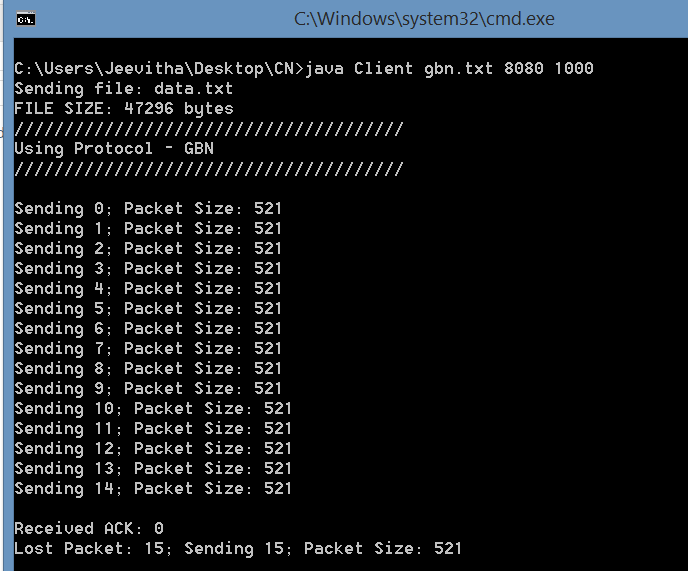 C:\Windows\system32\cmd.exe
C:\Users\Jeevitha\Desktop\CN>java Client gbn.txt 8080 1000
Sending file: data.txt
FILE SIZE: 47296 bytes
///////////////////////////////////////
Using Protocol - GBN
///////////////////////////////////////
Sending 0; Packet Size: 521
Sending 1; Packet Size: 521
Sending 2; Packet Size: 521
Sending 3; Packet Size: 521
Sending 4; Packet Size: 521
Sending 5; Packet Size: 521
Sending 6; Packet Size: 521
Sending 7; Packet Size: 521
Sending 8; Packet Size: 521
Sending 9; Packet Size: 521
Sending 10; Packet Size: 521
Sending 11; Packet Size: 521
Sending 12; Packet Size: 521
Sending 13; Packet Size: 521
Sending 14; Packet Size: 521
Received ACK: 0
Lost Packet: 15; Sending 15; Packet Size: 521